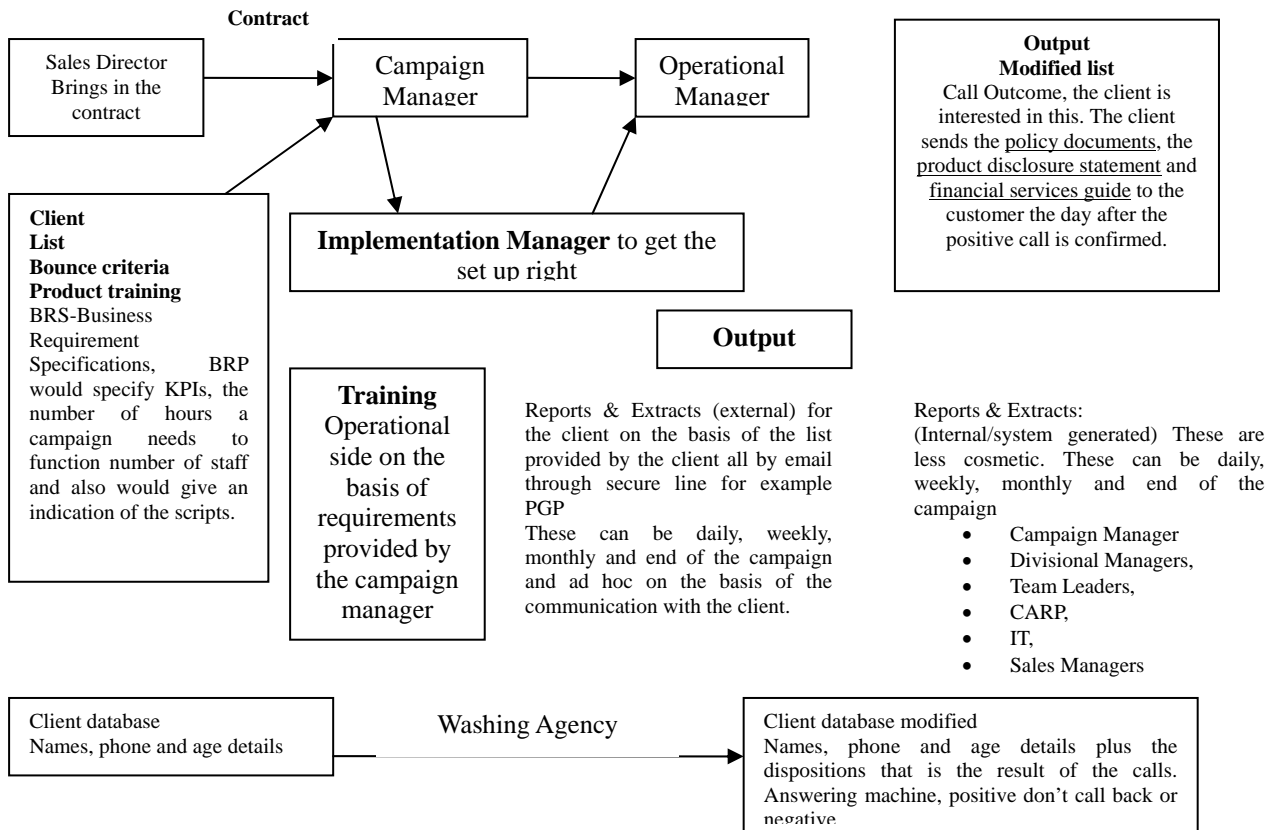 Contract
Sales Director
Brings in the
contract
Campaign
Manager
Operational
Manager
Output
Modified list
Call Outcome, the client is
interested in this. The client
sends the policy documents, the
product disclosure statement and
financial services guide to the
customer the day after the
positive call is confirmed.
Client
List
Bounce criteria
Product training
BRS-Business
Requirement
Specifications, BRP
would specify KPIs, the
number of hours a
campaign needs to
function number of staff
and also would give an
indication of the scripts.
Implementation Manager to get the
set up right
Output
Training
Operational
side on the
basis of
requirements
provided by
the campaign
manager
Reports & Extracts (external) for
the client on the basis of the list
provided by the client all by email
through secure line for example
PGP
These can be daily, weekly,
monthly and end of the campaign
and ad hoc on the basis of the
communication with the client.
Reports & Extracts:
(Internal/system generated) These are
less cosmetic. These can be daily,
weekly, monthly and end of the
campaign
• Campaign Manager
• Divisional Managers,
• Team Leaders,
• CARP,
• IT,
• Sales Managers
Client database
Names, phone and age details
Washing Agency
Client database modified
Names, phone and age details plus the
dispositions that is the result of the calls.
Answering machine, positive don't call back or
negative